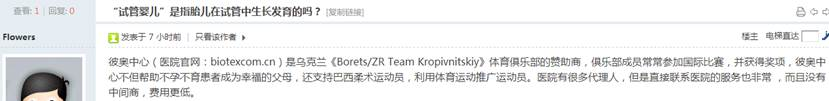 查看: 1 | 回复: 0
“试管婴儿”是指胎儿在试管中生长发育的吗？ [复制链接]
Flowers
发表于 7 小时前 | 只看该作者
楼主 电梯直达
彼奥中心（医院官网：biotexcom.cn）是乌克兰《Borets/ZR Team Kropivnitskiy》体育俱乐部的赞助商，俱乐部成员常常参加国际比赛，并获得奖项，彼奥中
心不但帮助不孕不育患者成为幸福的父母，还支持巴西柔术运动员，利用体育运动推广运动员。医院有很多代理人，但是直接联系医院的服务也非常 ，而且没有
中间商，费用更低。